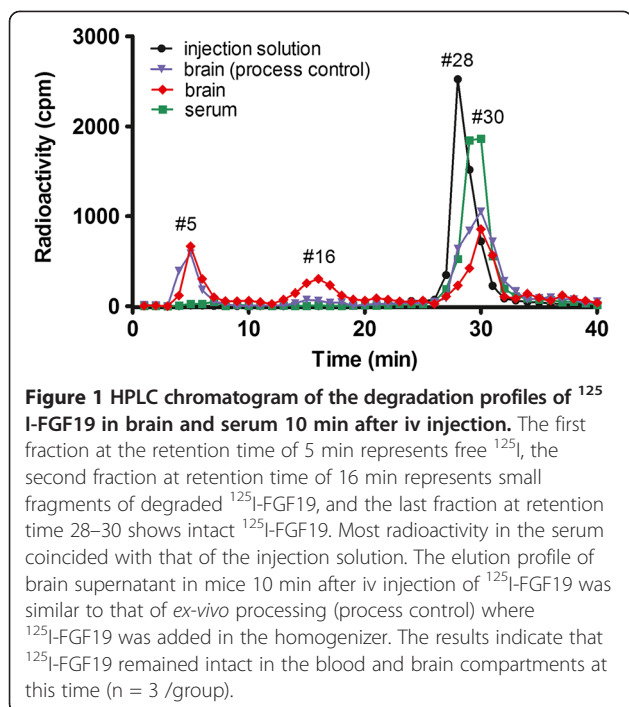 3000
2000
1000
0
Radioactivity (cpm)
injection solution
brain (process control)
brain
serum
#28
#30
#5
#16
0 10 20 30 40
Time (min)
Figure 1 HPLC chromatogram of the degradation profiles of ¹²⁵
I-FGF19 in brain and serum 10 min after iv injection. The first
fraction at the retention time of 5 min represents free ¹²⁵I, the
second fraction at retention time of 16 min represents small
fragments of degraded ¹²⁵I-FGF19, and the last fraction at retention
time 28–30 shows intact ¹²⁵I-FGF19. Most radioactivity in the serum
coincided with that of the injection solution. The elution profile of
brain supernatant in mice 10 min after iv injection of ¹²⁵I-FGF19 was
similar to that of ex-vivo processing (process control) where
¹²⁵I-FGF19 was added in the homogenizer. The results indicate that
¹²⁵I-FGF19 remained intact in the blood and brain compartments at
this time (n = 3 /group).